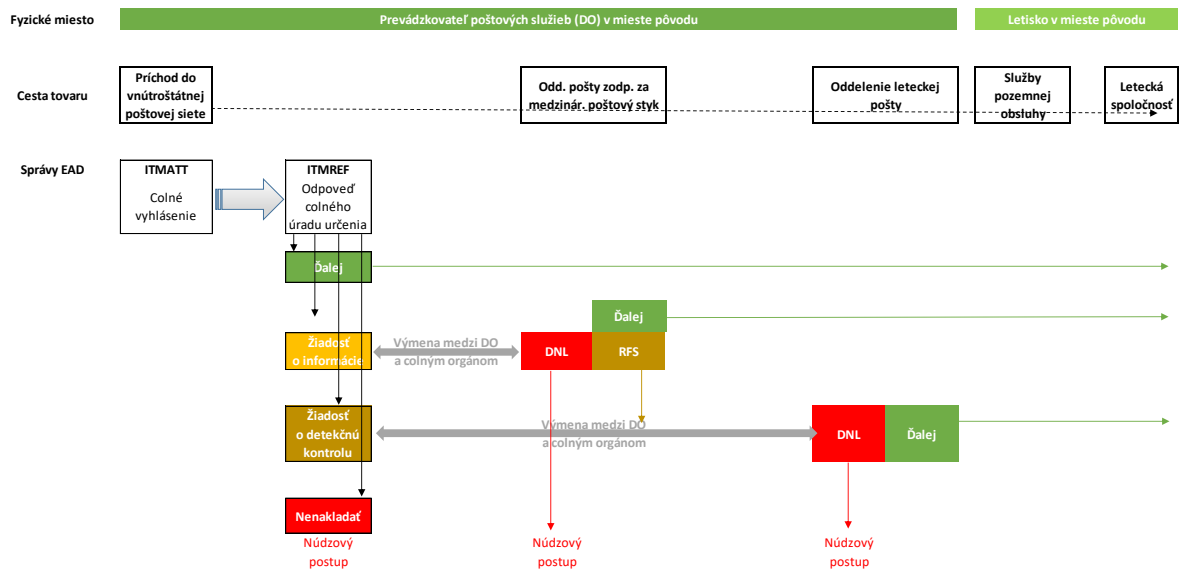 Fyzické miesto
Prevádzkovateľ poštových služieb (DO) v mieste pôvodu
Letisko v mieste pôvodu
Cesta tovaru
Príchod do
vnútroštátnej
poštovej siete
Odd. pošty zodp. za
medzinár. poštový styk
Oddelenie leteckej
pošty
Služby
pozemnej
obsluhy
Letecká
spoločnosť
Správy EAD
ITMATT
Colné
vyhlásenie
ITMREF
Odpoveď
colného
úradu určenia
Ďalej
Ďalej
Žiadosť
o informácie
Výmena medzi DO
a colným orgánom
DNL
RFS
Žiadosť
o detekčnú
kontrolu
Výmena medzi DO
a colným orgánom
DNL
Ďalej
Nenakladať
Núdzový
postup
Núdzový
postup
Núdzový
postup